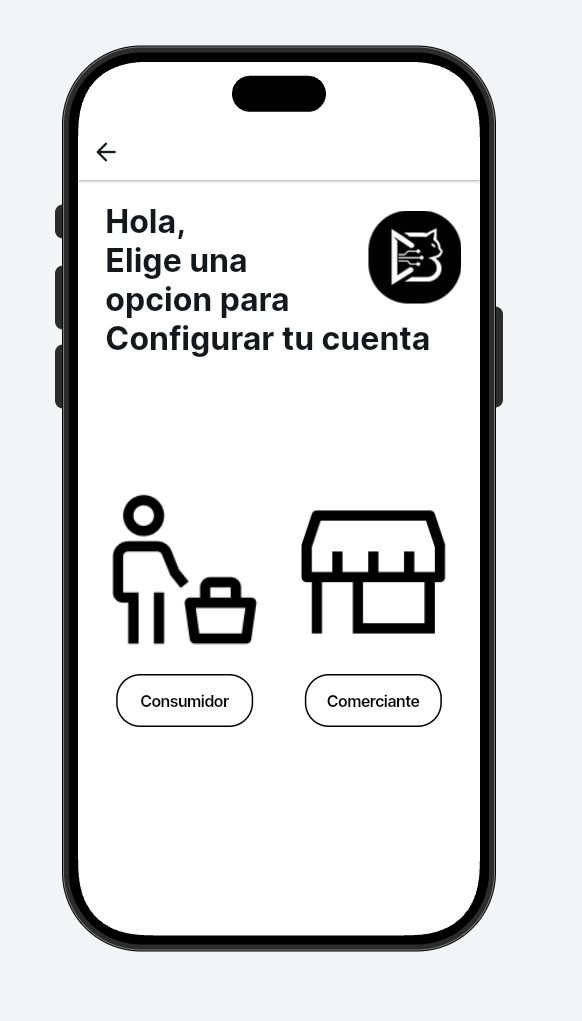 Hola,
Elige una
opcion para
Configurar tu cuenta
Consumidor
Comerciante